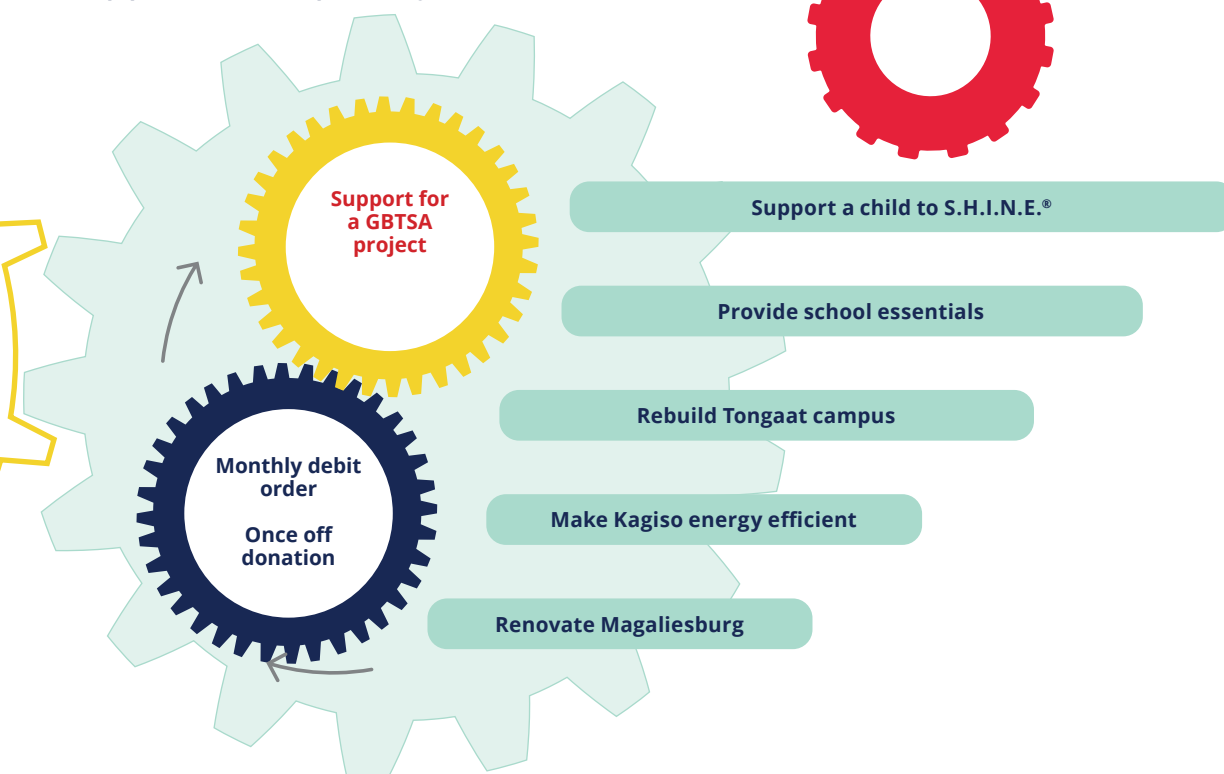 Support for
a GBTSA
project
Support a child to S.H.I.N.E.®
Provide school essentials
Rebuild Tongaat campus
Monthly debit
order
Once off
donation
Make Kagiso energy efficient
Renovate Magaliesburg